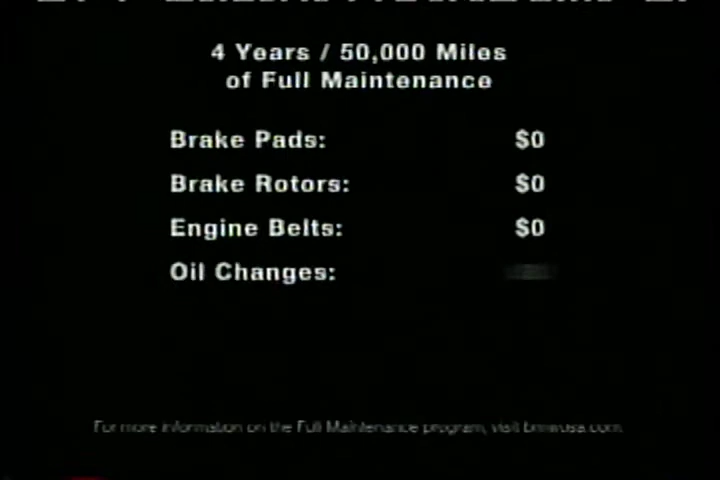 4 Years / 50,000 Miles
of Full Maintenance
Brake Pads: $0
Brake Rotors: $0
Engine Belts: $0
Oil Changes:
For more information on the Full Maintenance program, visit bmwusa.com.